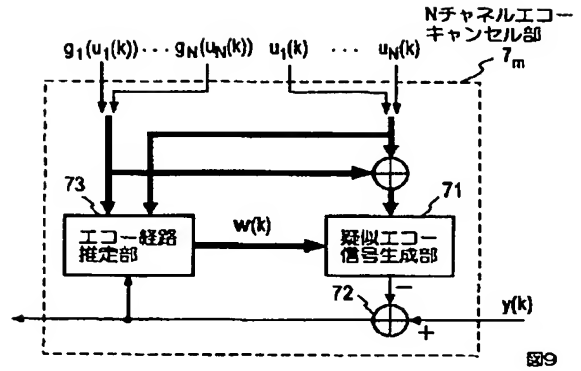 Nチャネルエコー
キャンセル部
7m
g1(u1(k))・・・gN(uN(k)) u1(k) ・・・ uN(k)
73
71
エコー経路
推定部
w(k)
疑似エコー
信号生成部
72
−
+
y(k)
図9